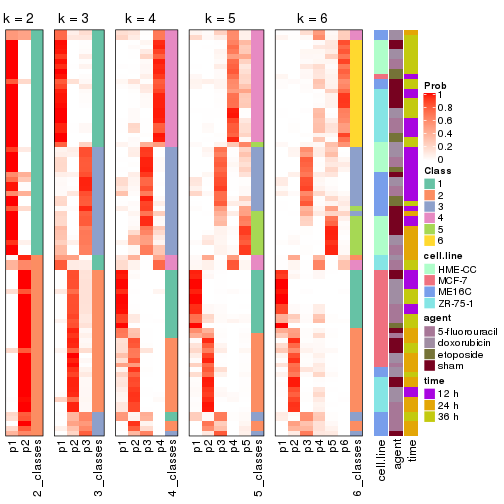 k = 2 k = 3 k = 4 k = 5 k = 6
Prob
1
0.8
0.6
0.4
0.2
0
Class
1
2
3
4
5
6
cell.line
HME-CC
MCF-7
ME16C
ZR-75-1
agent
5-fluorouracil
doxorubicin
etoposide
sham
time
12 h
24 h
36 h
p1 p2 2_classes p1 p2 p3 3_classes p1 p2 p3 p4 4_classes p1 p2 p3 p4 p5 5_classes p1 p2 p3 p4 p5 p6 6_classes cell.line agent time